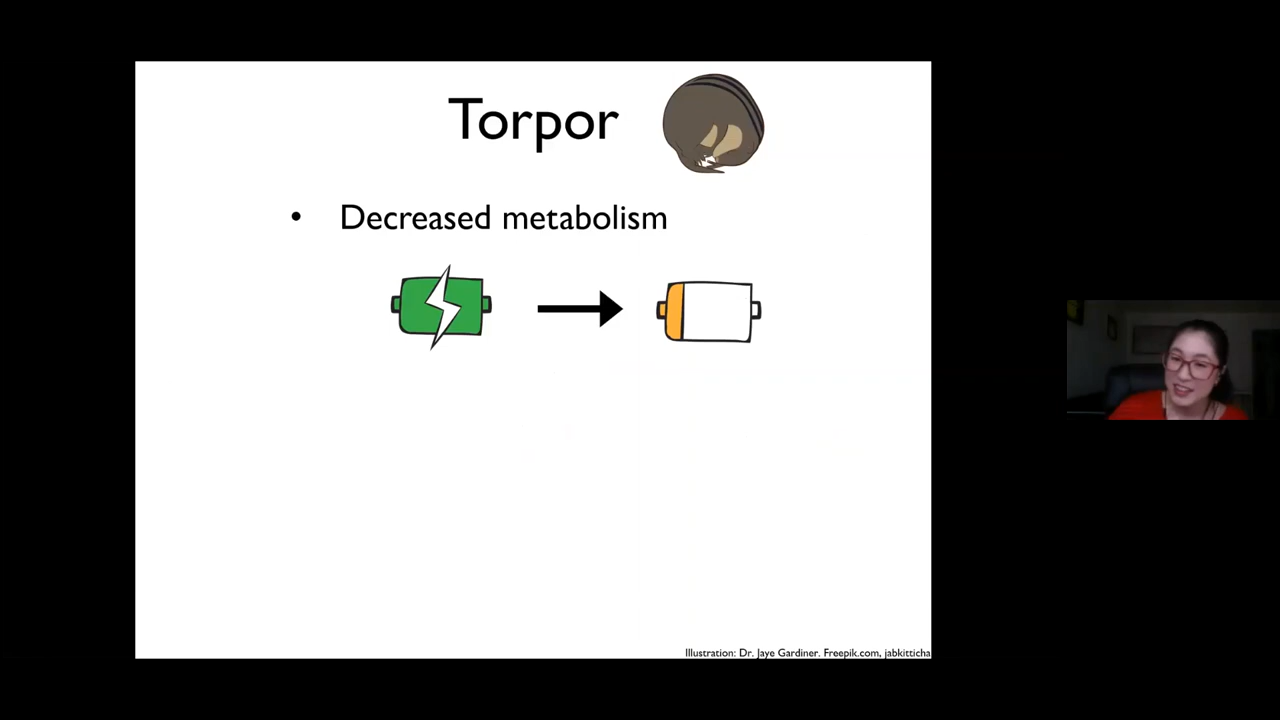 Torpor
• Decreased metabolism
Illustration: Dr. Jaye Gardiner. Freepik.com, jabkitticha